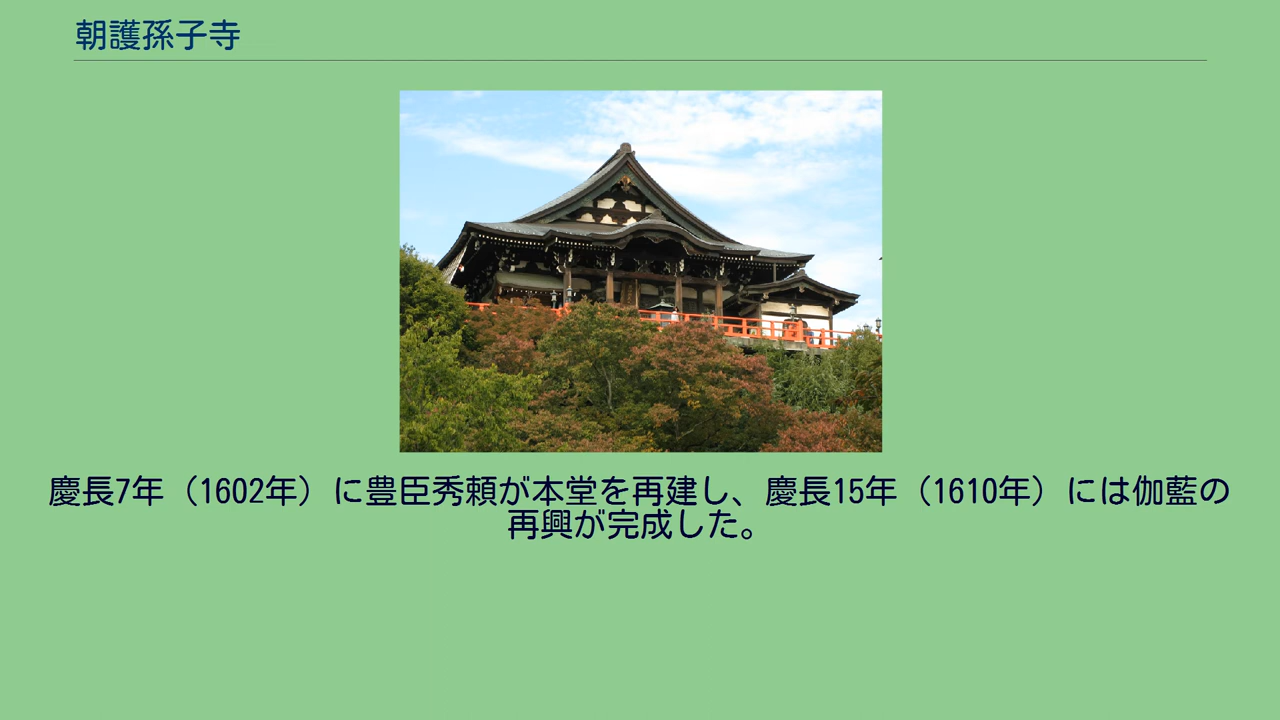 朝護孫子寺
慶長7年（1602年）に豊臣秀頼が本堂を再建し、慶長15年（1610年）には伽藍の
再興が完成した。